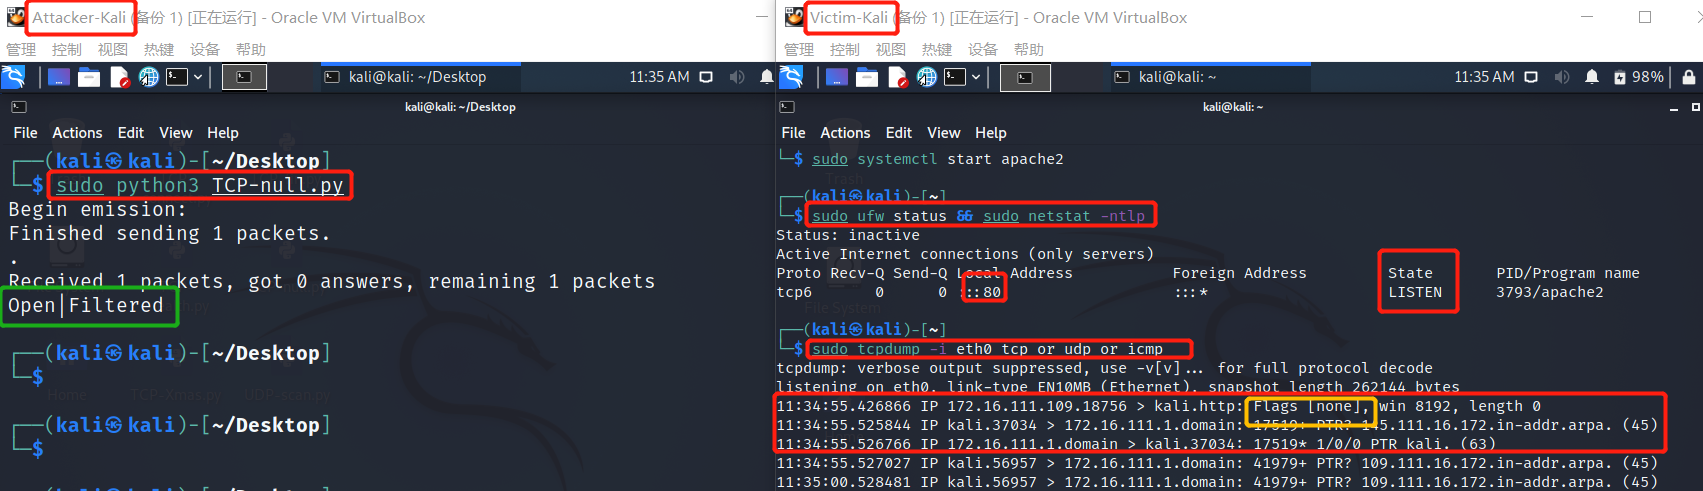 Attacker-Kali (备份 1) [正在运行] - Oracle VM VirtualBox
管理 控制 视图 热键 设备 帮助
kali@kali: ~/Desktop 11:35 AM
kali@kali: ~/Desktop
File Actions Edit View Help
┌──(kali㉿kali)-[~/Desktop]
└─$ sudo python3 TCP-null.py
Begin emission:
Finished sending 1 packets.
.
Received 1 packets, got 0 answers, remaining 1 packets
Open|Filtered
┌──(kali㉿kali)-[~/Desktop]
└─$
┌──(kali㉿kali)-[~/Desktop]
└─$
Home TCP-Xmas.py UDP-scan.py
Victim-Kali (备份 1) [正在运行] - Oracle VM VirtualBox
管理 控制 视图 热键 设备 帮助
kali@kali: ~ 11:35 AM 98%
kali@kali: ~
File Actions Edit View Help
└─$ sudo systemctl start apache2
Trash
┌──(kali㉿kali)-[~]
└─$ sudo ufw status && sudo netstat -ntlp
Status: inactive
Active Internet connections (only servers)
Proto Recv-Q Send-Q Local Address Foreign Address State PID/Program name
tcp6 0 0 :::80 :::* LISTEN 3793/apache2
File System
┌──(kali㉿kali)-[~]
└─$ sudo tcpdump -i eth0 tcp or udp or icmp
tcpdump: verbose output suppressed, use -v[v]... for full protocol decode
listening on eth0, link-type EN10MB (Ethernet), snapshot length 262144 bytes
11:34:55.426866 IP 172.16.111.109.18756 > kali.http: Flags [none], win 8192, length 0
11:34:55.525844 IP kali.37034 > 172.16.111.1.domain: 17519+ PTR? 145.111.16.172.in-addr.arpa. (45)
11:34:55.526766 IP 172.16.111.1.domain > kali.37034: 17519* 1/0/0 PTR kali. (63)
11:34:55.527027 IP kali.56957 > 172.16.111.1.domain: 41979+ PTR? 109.111.16.172.in-addr.arpa. (45)
11:35:00.528481 IP kali.56957 > 172.16.111.1.domain: 41979+ PTR? 109.111.16.172.in-addr.arpa. (45)